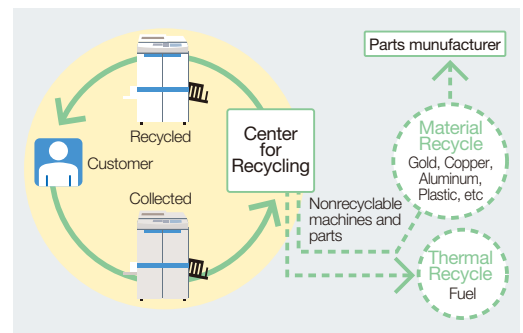 Parts munufacturer
Recycled
Customer
Center
for
Recycling
Collected
Material
Recycle
Gold, Copper,
Aluminum,
Plastic, etc
Nonrecyclable
machines and
parts
Thermal
Recycle
Fuel